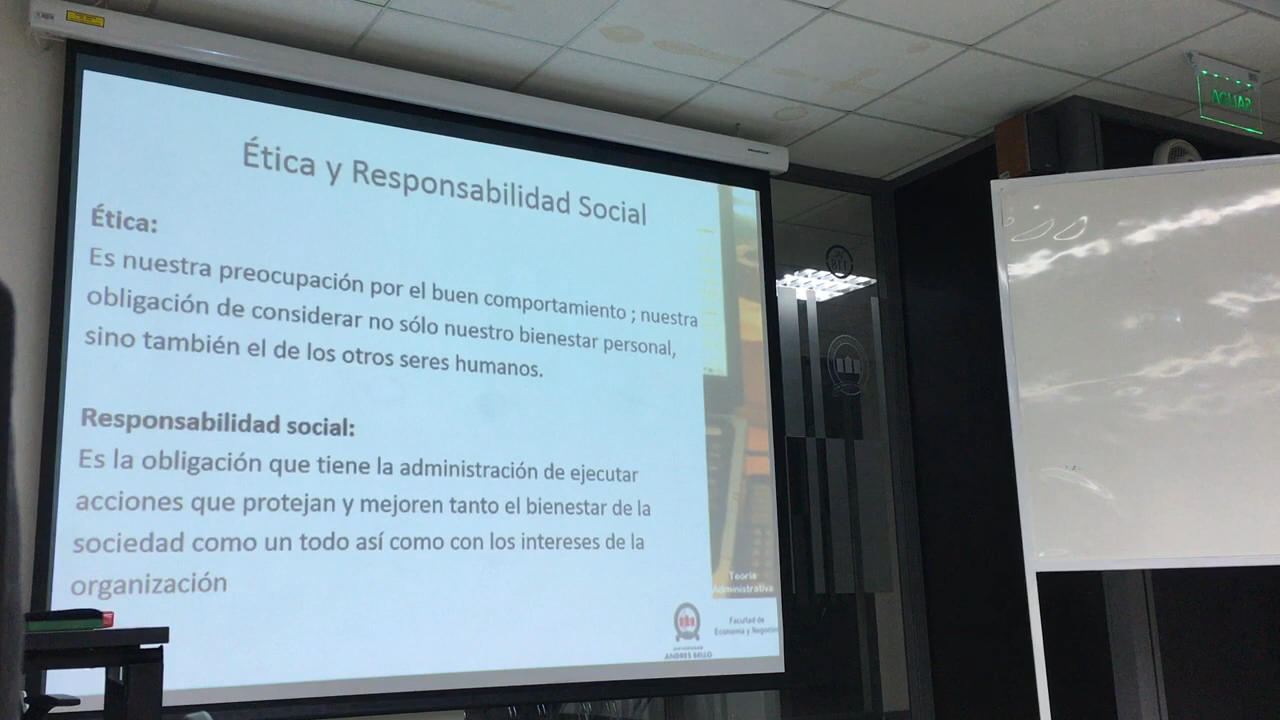 Ética y Responsabilidad Social
Ética:
Es nuestra preocupación por el buen comportamiento ; nuestra
obligación de considerar no sólo nuestro bienestar personal,
sino también el de los otros seres humanos.
Responsabilidad social:
Es la obligación que tiene la administración de ejecutar
acciones que protejan y mejoren tanto el bienestar de la
sociedad como un todo así como con los intereses de la
organización
Teoría
Administrativa
Facultad de
Economía y Negocios
UNIVERSIDAD
ANDRES BELLO
SALIDA